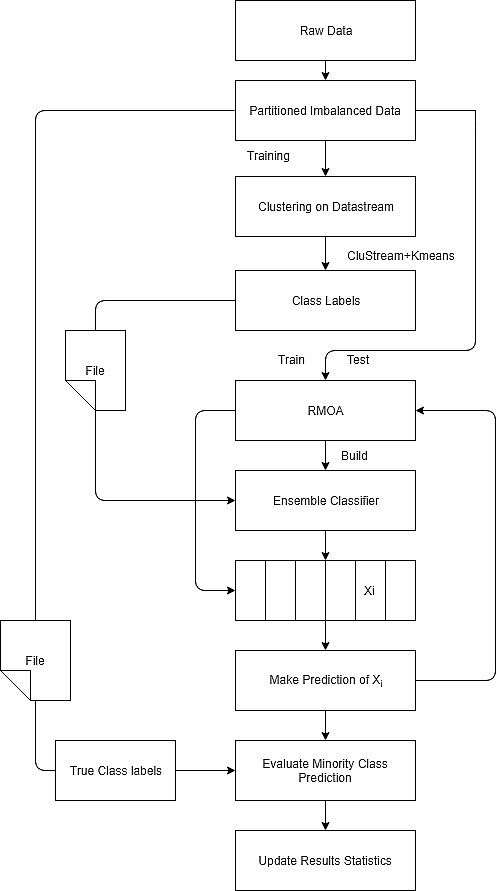 Raw Data
Partitioned Imbalanced Data
Training
Clustering on Datastream
CluStream+Kmeans
Class Labels
File
Train
Test
RMOA
Build
Ensemble Classifier
Xi
File
Make Prediction of Xi
True Class labels
Evaluate Minority Class
Prediction
Update Results Statistics